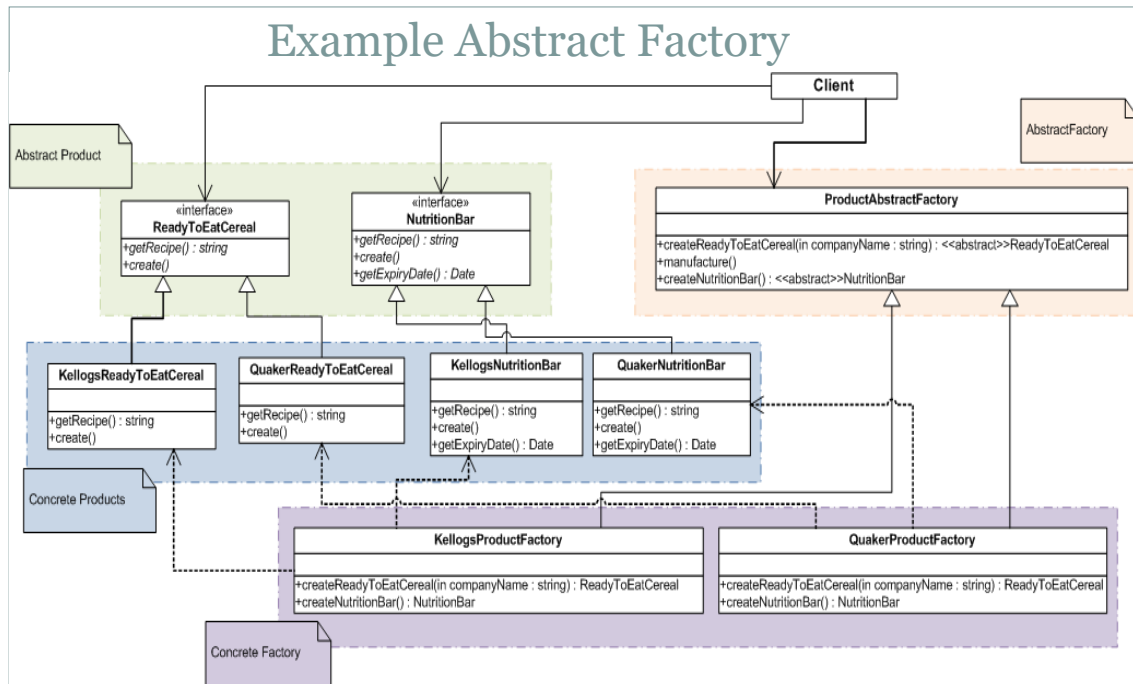 Example Abstract Factory
Client
AbstractFactory
Abstract Product
«interface»
ReadyToEatCereal
+getRecipe() : string
+create()
«interface»
NutritionBar
+getRecipe() : string
+create()
+getExpiryDate() : Date
ProductAbstractFactory
+createReadyToEatCereal(in companyName : string) : <<abstract>>ReadyToEatCereal
+manufacture()
+createNutritionBar() : <<abstract>>NutritionBar
KellogsReadyToEatCereal
+getRecipe() : string
+create()
QuakerReadyToEatCereal
+getRecipe() : string
+create()
KellogsNutritionBar
+getRecipe() : string
+create()
+getExpiryDate() : Date
QuakerNutritionBar
+getRecipe() : string
+create()
+getExpiryDate() : Date
Concrete Products
KellogsProductFactory
+createReadyToEatCereal(in companyName : string) : ReadyToEatCereal
+createNutritionBar() : NutritionBar
QuakerProductFactory
+createReadyToEatCereal(in companyName : string) : ReadyToEatCereal
+createNutritionBar() : NutritionBar
Concrete Factory